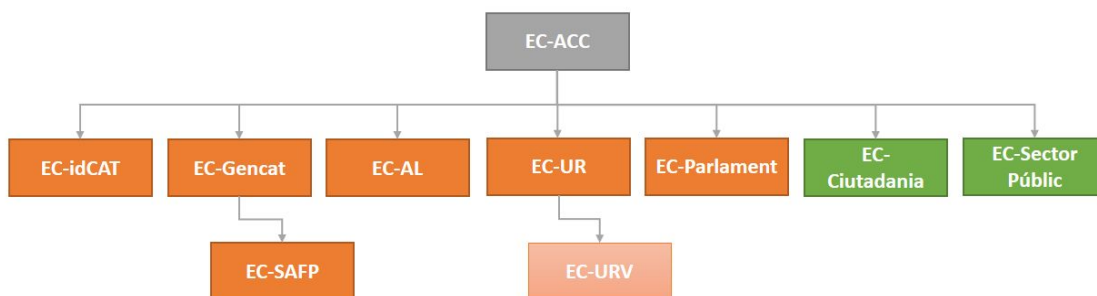 EC-ACC
EC-idCAT
EC-Gencat
EC-AL
EC-UR
EC-Parlament
EC-
Ciutadania
EC-Sector
Públic
EC-SAFP
EC-URV